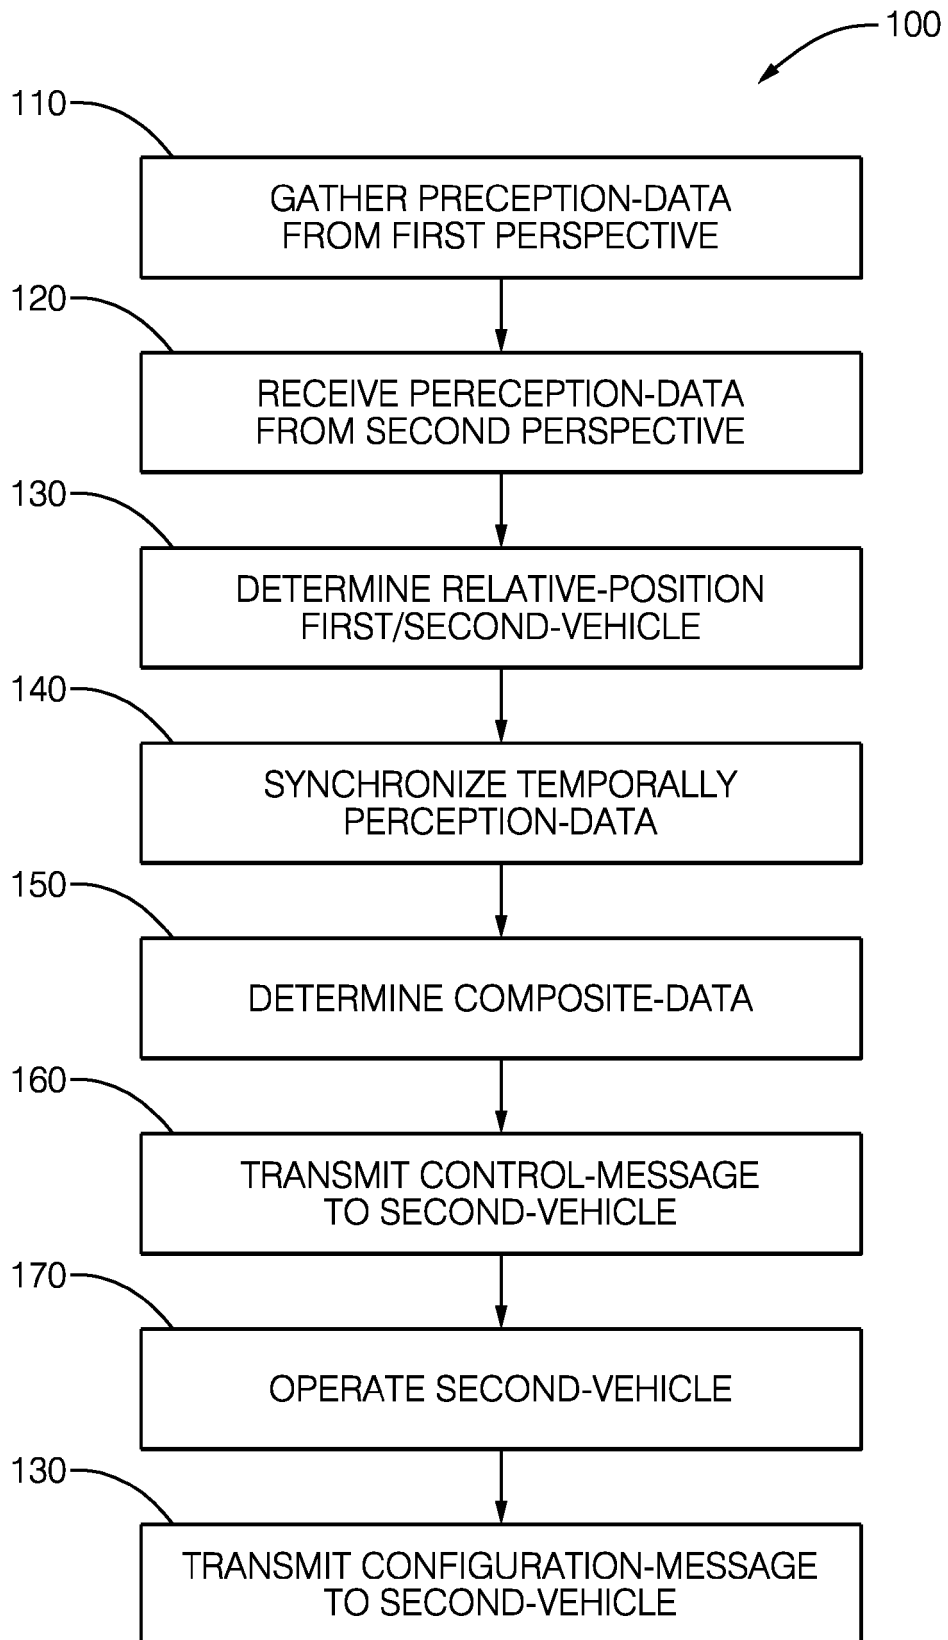 100
110
GATHER PRECEPTION-DATA
FROM FIRST PERSPECTIVE
120
RECEIVE PERECEPTION-DATA
FROM SECOND PERSPECTIVE
130
DETERMINE RELATIVE-POSITION
FIRST/SECOND-VEHICLE
140
SYNCHRONIZE TEMPORALLY
PERCEPTION-DATA
150
DETERMINE COMPOSITE-DATA
160
TRANSMIT CONTROL-MESSAGE
TO SECOND-VEHICLE
170
OPERATE SECOND-VEHICLE
130
TRANSMIT CONFIGURATION-MESSAGE
TO SECOND-VEHICLE